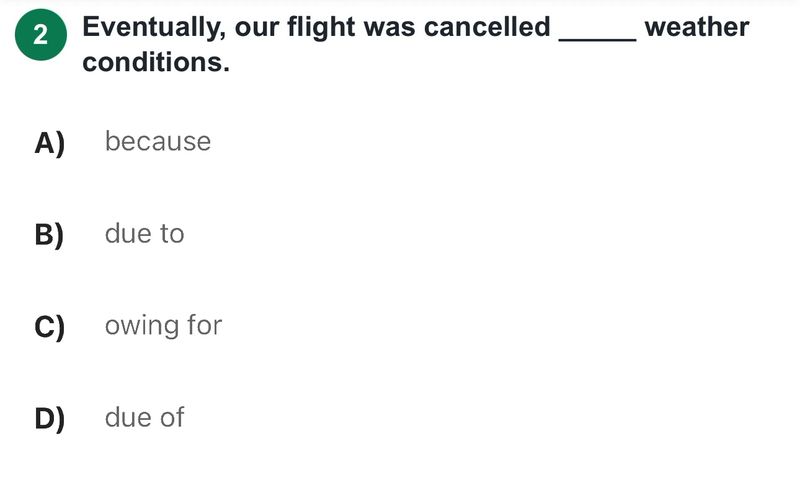 2 Eventually, our flight was cancelled _____ weather
conditions.
A) because
B) due to
C) owing for
D) due of